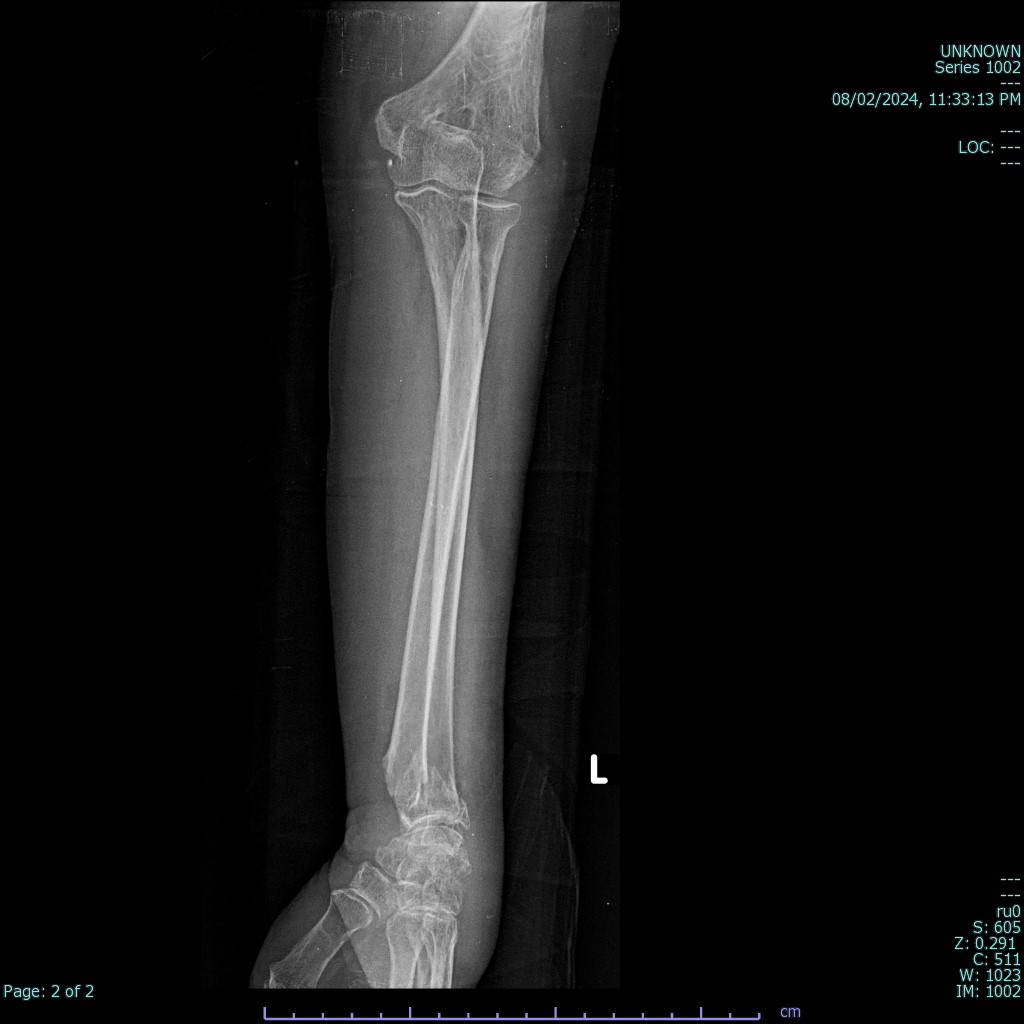 UNKNOWN
Series 1002
---
08/02/2024, 11:33:13 PM
---
LOC: ---
---
L
---
---
ru0
S: 605
Z: 0.291
C: 511
W: 1023
IM: 1002
Page: 2 of 2
cm